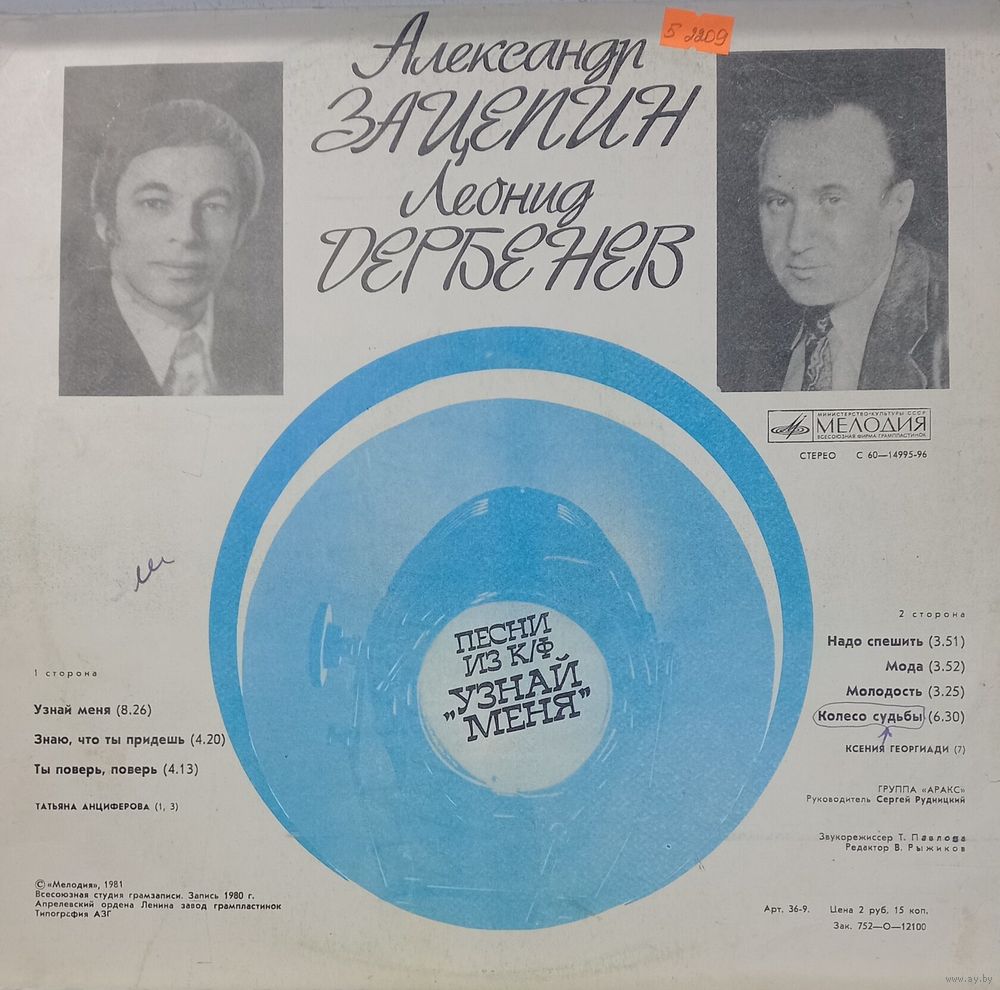 5 2209
Александр
ЗАЦЕПИН
Леонид
ДЕРБЕНЕВ
МИНИСТЕРСТВО КУЛЬТУРЫ СССР
МЕЛОДИЯ
ВСЕСОЮЗНАЯ ФИРМА ГРАМПЛАСТИНОК
СТЕРЕО С 60—14995-96
ПЕСНИ
ИЗ К/Ф
"УЗНАЙ
МЕНЯ"
1 сторона
Узнай меня (8.26)
Знаю, что ты придешь (4.20)
Ты поверь, поверь (4.13)
ТАТЬЯНА АНЦИФЕРОВА (1, 3)
2 сторона
Надо спешить (3.51)
Мода (3.52)
Молодость (3.25)
Колесо судьбы (6.30)
КСЕНИЯ ГЕОРГИАДИ (7)
ГРУППА «АРАКС»
Руководитель Сергей Рудницкий
Звукорежиссер Т. Павлова
Редактор В. Рыжиков
© «Мелодия», 1981
Всесоюзная студия грамзаписи. Запись 1980 г.
Апрелевский ордена Ленина завод грампластинок
Типография АЗГ
Арт. 36-9. Цена 2 руб. 15 коп.
Зак. 752—О—12100
www.ay.by